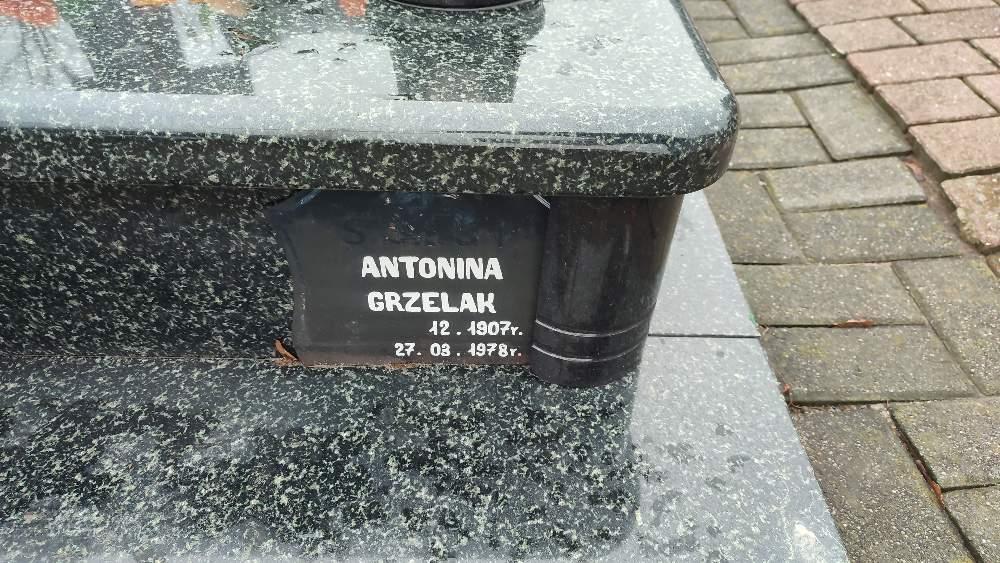 ANTONINA
GRZELAK
12. 1907r.
27. 03. 1978r.